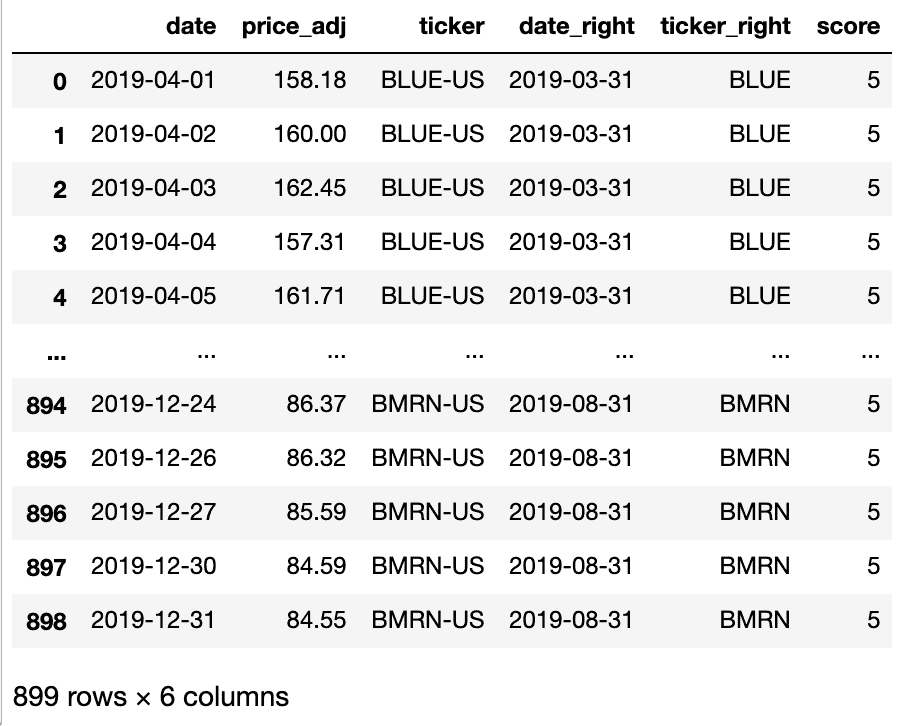 date price_adj ticker date_right ticker_right score
0 2019-04-01 158.18 BLUE-US 2019-03-31 BLUE 5
1 2019-04-02 160.00 BLUE-US 2019-03-31 BLUE 5
2 2019-04-03 162.45 BLUE-US 2019-03-31 BLUE 5
3 2019-04-04 157.31 BLUE-US 2019-03-31 BLUE 5
4 2019-04-05 161.71 BLUE-US 2019-03-31 BLUE 5
... ... ... ... ... ... ...
894 2019-12-24 86.37 BMRN-US 2019-08-31 BMRN 5
895 2019-12-26 86.32 BMRN-US 2019-08-31 BMRN 5
896 2019-12-27 85.59 BMRN-US 2019-08-31 BMRN 5
897 2019-12-30 84.59 BMRN-US 2019-08-31 BMRN 5
898 2019-12-31 84.55 BMRN-US 2019-08-31 BMRN 5
899 rows × 6 columns